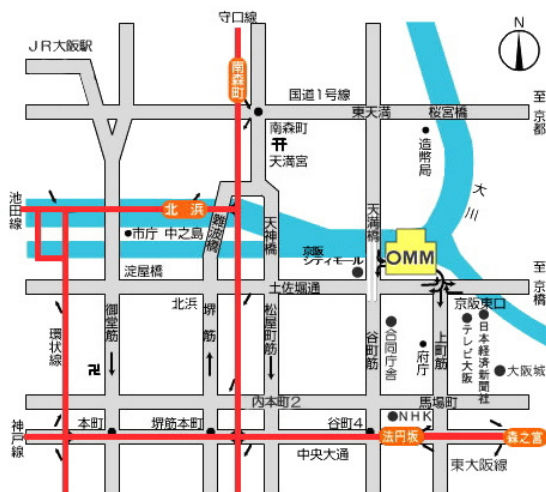 守口線
N
JR大阪駅
南森町
国道1号線
東天満
桜宮橋
至京都
南森町
天満宮
造幣局
大川
池田線
北浜
市庁 中之島
難波橋
天神橋
天満橋
京阪
シティモール
OMM
淀屋橋
土佐堀通
至京橋
京阪東口
北浜
環状線
御堂筋
堺筋
松屋町筋
谷町筋
合同庁舎
上町筋
府庁
テレビ大阪
日本経済新聞社
大阪城
内本町2
馬場町
NHK
神戸線
本町
堺筋本町
谷町4
法円坂
森之宮
中央大通
東大阪線